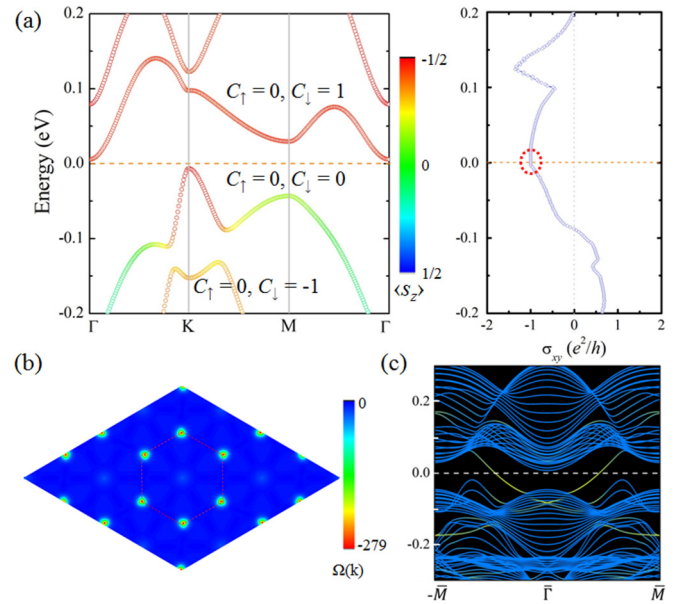 (a)
0.2
0.1
0.0
-0.1
-0.2
Energy (eV)
Γ K M Γ
C↑ = 0, C↓ = 1
C↑ = 0, C↓ = 0
C↑ = 0, C↓ = -1
-1/2
0
1/2
⟨s_z⟩
0.2
0.1
0.0
-0.1
-0.2
-2 -1 0 1 2
σ_xy (e²/h)
(b)
0
-279
Ω(k)
(c)
0.2
0.0
-0.2
-M̄ Γ̄ M̄